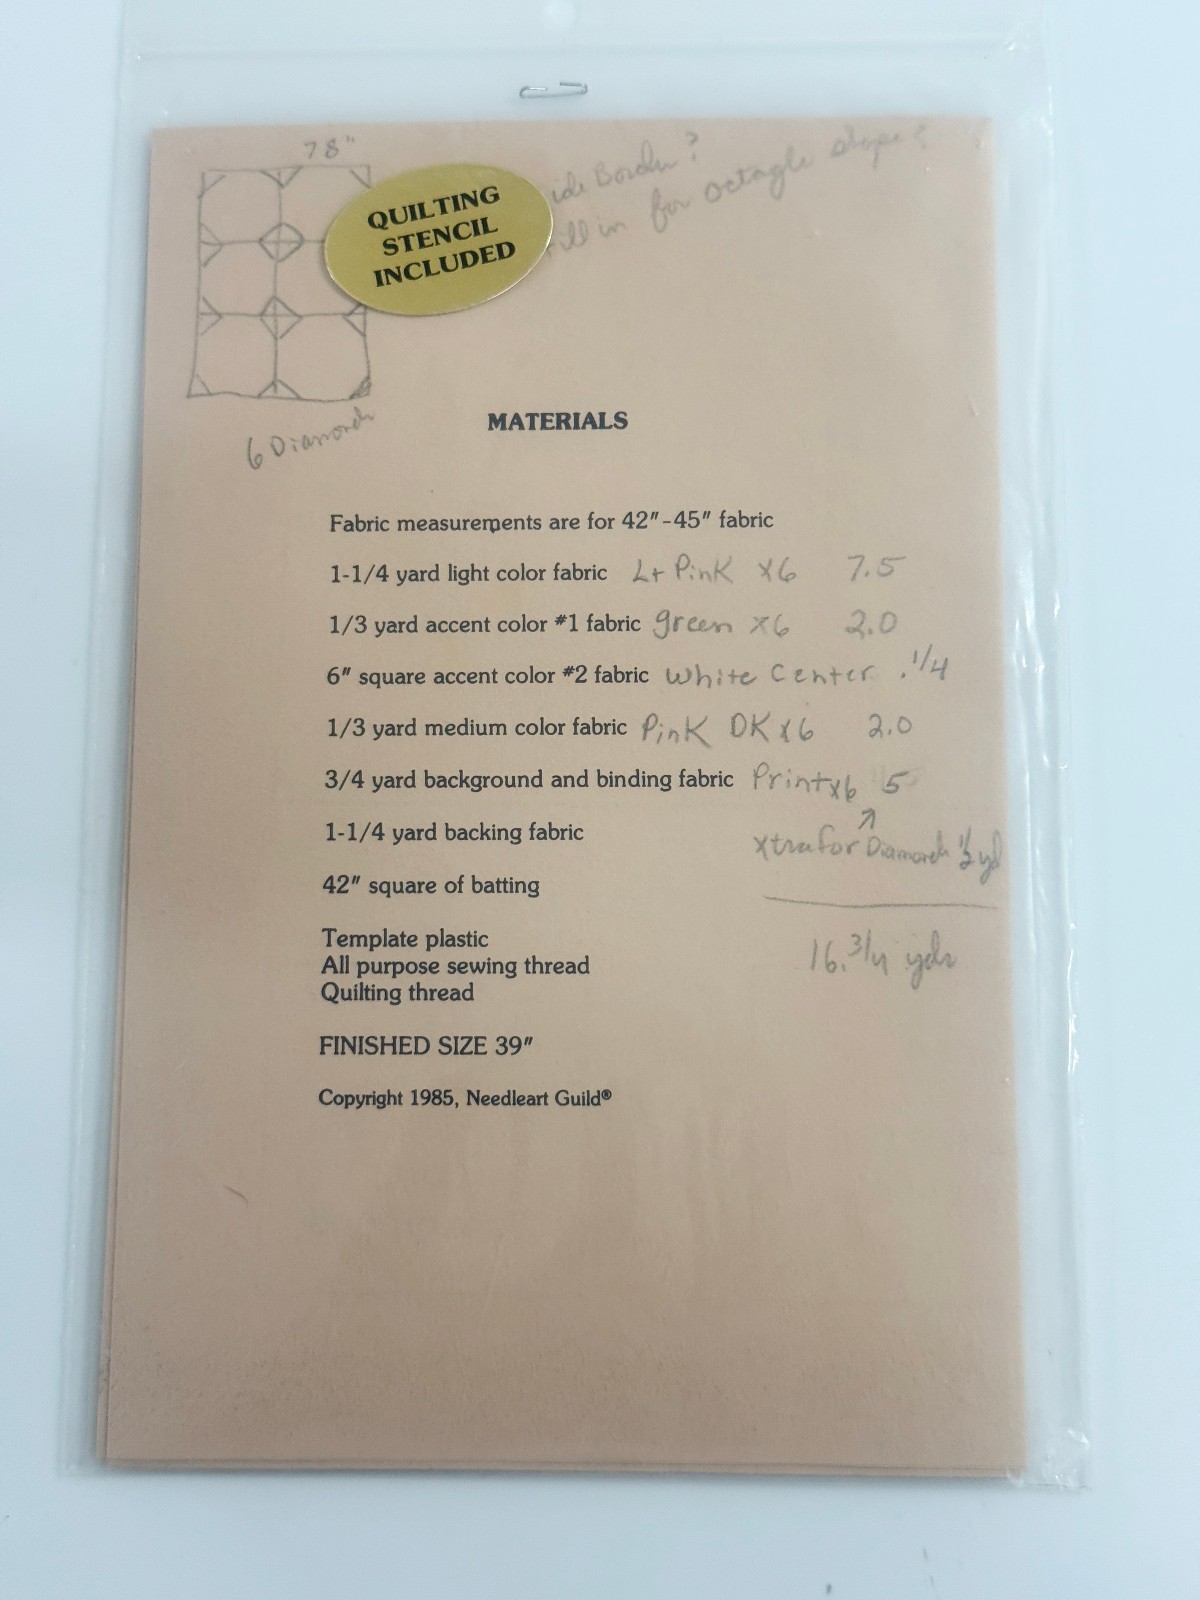 78"
ide Border?
fill in for octagle shape?
QUILTING
STENCIL
INCLUDED
6 Diamonds
MATERIALS
Fabric measurements are for 42"-45" fabric
1-1/4 yard light color fabric Lt Pink x6 7.5
1/3 yard accent color #1 fabric green x6 2.0
6" square accent color #2 fabric White Center . 1/4
1/3 yard medium color fabric Pink DK x6 2.0
3/4 yard background and binding fabric Print x6 5
1-1/4 yard backing fabric
xtra for Diamonds 1/2 yd
42" square of batting
Template plastic
All purpose sewing thread
16. 3/4 yds
Quilting thread
FINISHED SIZE 39"
Copyright 1985, Needleart Guild®